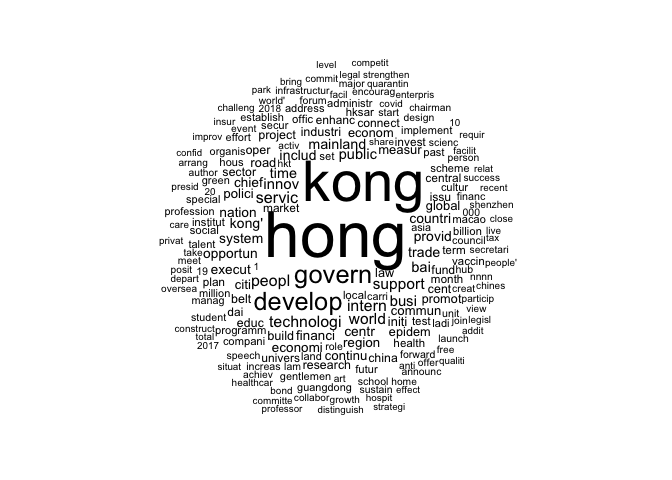 level competit
bring commit legal strengthen
park infrastructur major quarantin
world' forum facil encourag enterpris
challeng 2018 address administr covid chairman
insur establish offic enhanc hksar start design
event secur connect 10
improv effort project industri econom implement requir
confid organis oper activ mainland share invest scienc
arrang hous road hkt includ set public measur past facilit person
author sector time kong scheme relat
presid green chief innov central success
20 polici servic issu cultur recent
special market global financ shenzhen
profession nation hong countri macao 000 close
care institut kong' asia provid billion live
privat social system trade council tax
talent opportun term secretari
take govern law bai vaccin people'
meet execut 1 peopl support fund hub
posit 19 citi month nnnn
depart plan cent creat chines
oversea million belt develop local carri busi promot particip
manag dai intern commun unit view
student educ technologi world initi test ladi join legisl
construct programm centr epidem addit
total compani build financi region health launch
2017 economi role free
speech univers land continu china forward qualiti
situat increas lam research futur anti offer
achiev gentlemen art announc
healthcar guangdong school home
bond sustain effect
committe collabor growth hospit
professor distinguish strategi